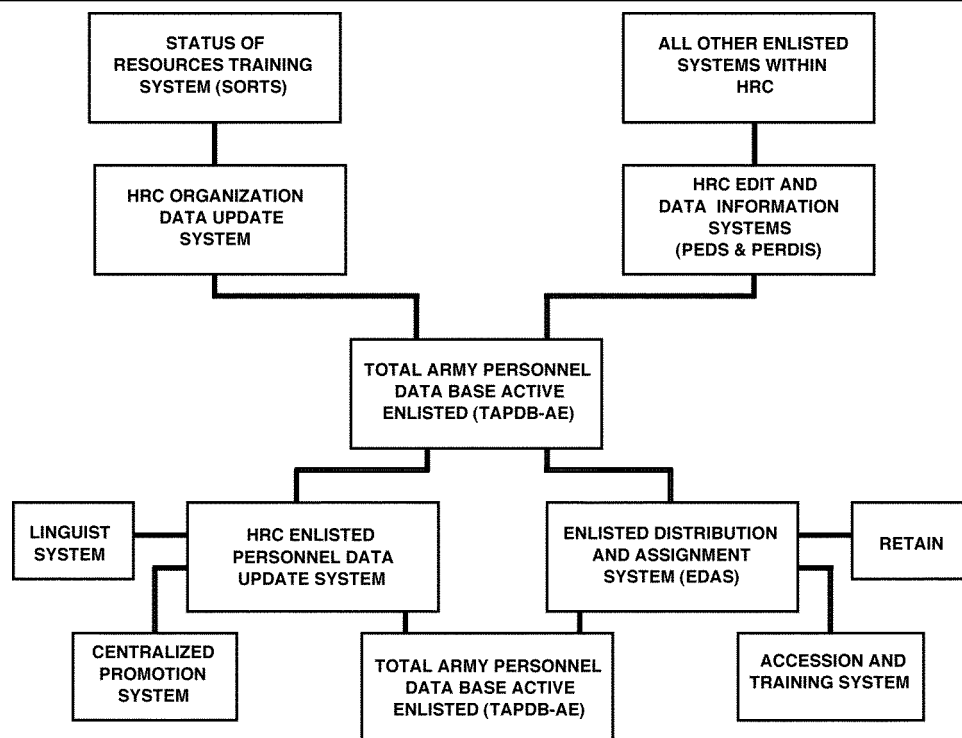 STATUS OF
RESOURCES TRAINING
SYSTEM (SORTS)
ALL OTHER ENLISTED
SYSTEMS WITHIN
HRC
HRC ORGANIZATION
DATA UPDATE
SYSTEM
HRC EDIT AND
DATA INFORMATION
SYSTEMS
(PEDS & PERDIS)
TOTAL ARMY PERSONNEL
DATA BASE ACTIVE
ENLISTED (TAPDB-AE)
LINGUIST
SYSTEM
HRC ENLISTED
PERSONNEL DATA
UPDATE SYSTEM
ENLISTED DISTRIBUTION
AND ASSIGNMENT
SYSTEM (EDAS)
RETAIN
CENTRALIZED
PROMOTION
SYSTEM
TOTAL ARMY PERSONNEL
DATA BASE ACTIVE
ENLISTED (TAPDB-AE)
ACCESSION AND
TRAINING SYSTEM